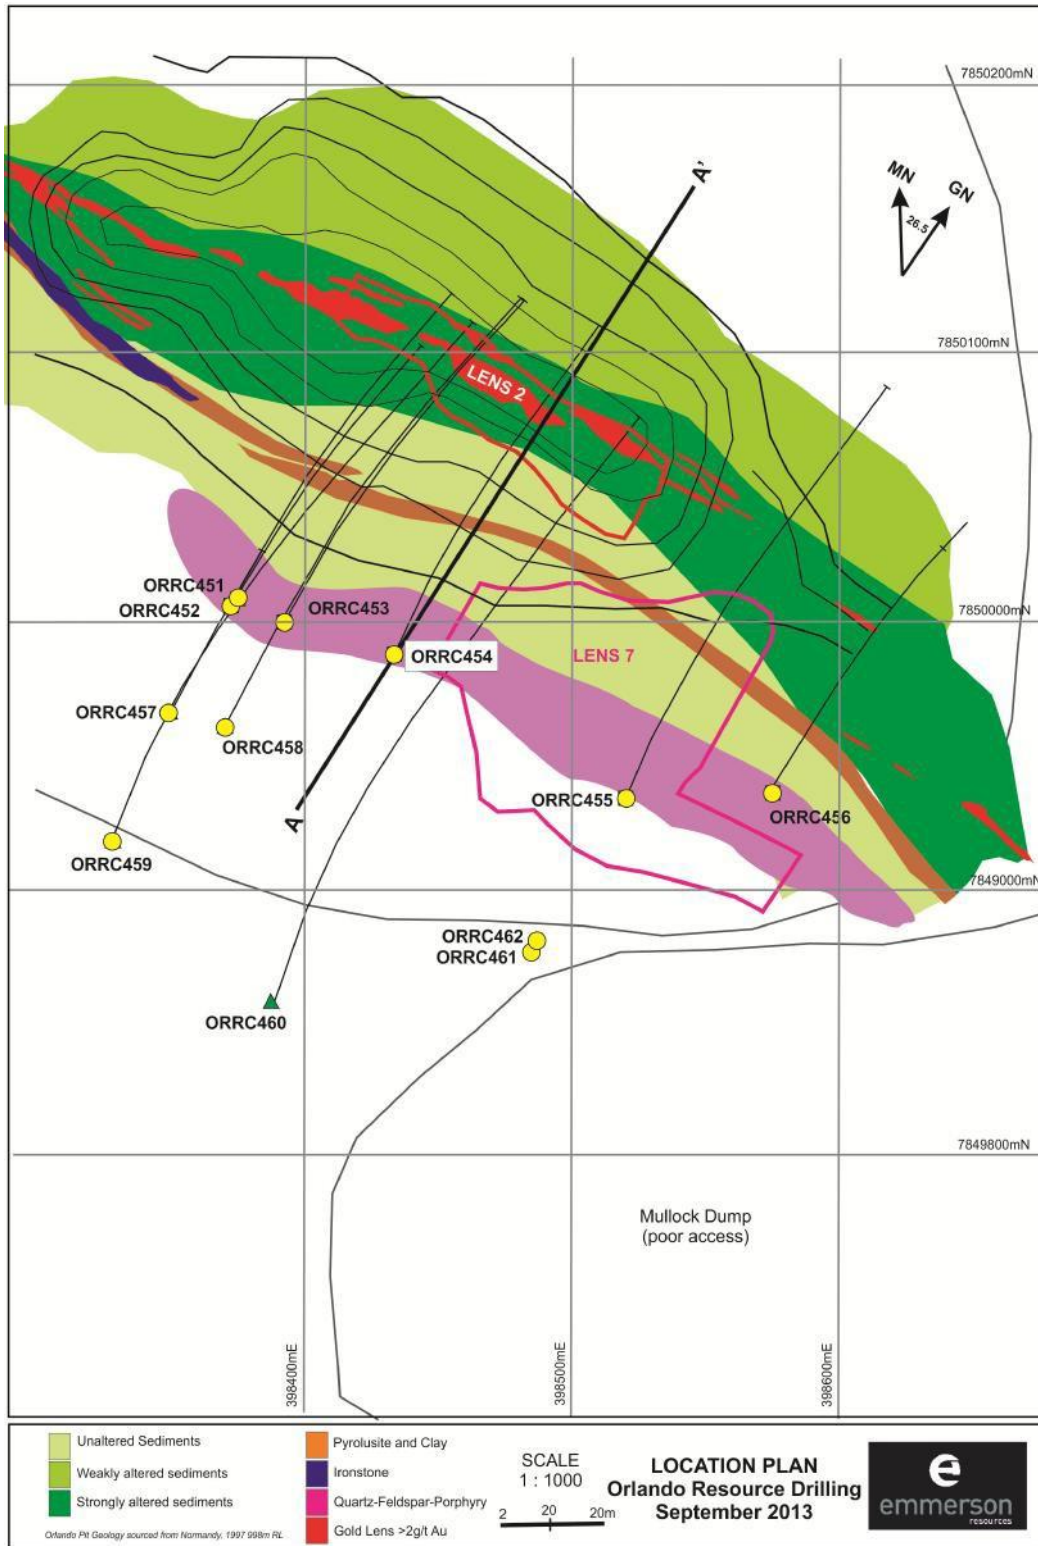 7850200mN
A'
MN
GN
26.5
7850100mN
LENS 2
ORRC451
ORRC452
ORRC453
7850000mN
ORRC454
LENS 7
ORRC457
ORRC458
ORRC455
ORRC456
A
ORRC459
7849000mN
ORRC462
ORRC461
ORRC460
7849800mN
Mullock Dump
(poor access)
398400mE
398500mE
398600mE
Unaltered Sediments
Weakly altered sediments
Strongly altered sediments
Orlando Pit Geology sourced from Normandy, 1997 998m RL
Pyrolusite and Clay
Ironstone
Quartz-Feldspar-Porphyry
Gold Lens >2g/t Au
SCALE
1 : 1000
2 20 20m
LOCATION PLAN
Orlando Resource Drilling
September 2013
e
emmerson
resources